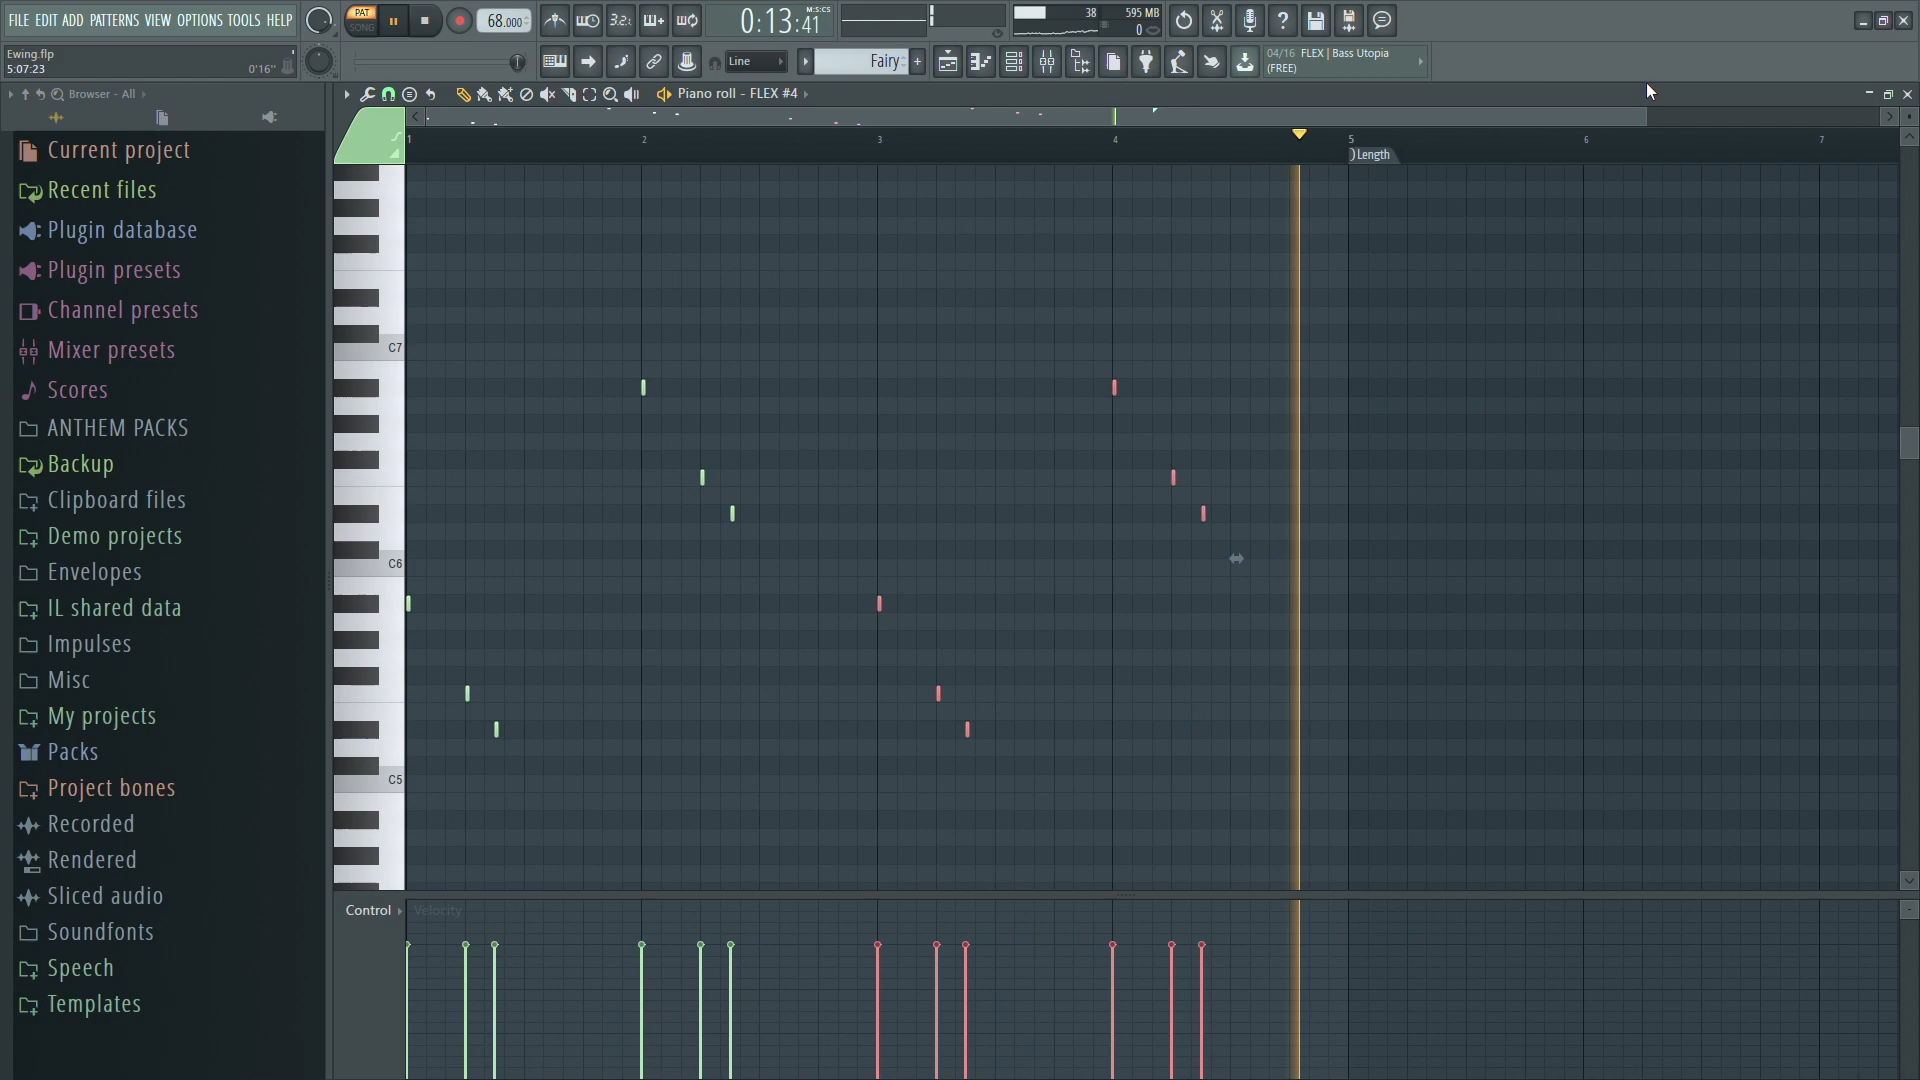 FILE EDIT ADD PATTERNS VIEW OPTIONS TOOLS HELP
PAT
SONG
68.000
3.2.
0:13:41
M:S:CS
38
595 MB
0
Ewing.flp
5:07:23
0'16"
Line
Fairy
04/16 FLEX | Bass Utopia
(FREE)
Browser - All
Piano roll - FLEX #4
Current project
Recent files
Plugin database
Plugin presets
Channel presets
Mixer presets
Scores
ANTHEM PACKS
Backup
Clipboard files
Demo projects
Envelopes
IL shared data
Impulses
Misc
My projects
Packs
Project bones
Recorded
Rendered
Sliced audio
Soundfonts
Speech
Templates
1
2
3
4
5
6
7
Length
C7
C6
C5
Control
Velocity